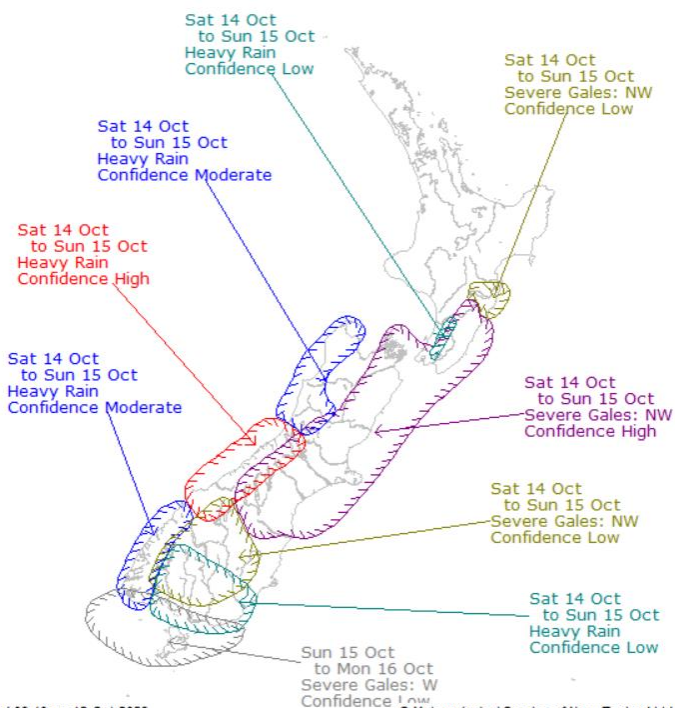 Sat 14 Oct
to Sun 15 Oct
Heavy Rain
Confidence Low
Sat 14 Oct
to Sun 15 Oct
Severe Gales: NW
Confidence Low
Sat 14 Oct
to Sun 15 Oct
Heavy Rain
Confidence Moderate
Sat 14 Oct
to Sun 15 Oct
Heavy Rain
Confidence High
Sat 14 Oct
to Sun 15 Oct
Heavy Rain
Confidence Moderate
Sat 14 Oct
to Sun 15 Oct
Severe Gales: NW
Confidence High
Sat 14 Oct
to Sun 15 Oct
Severe Gales: NW
Confidence Low
Sat 14 Oct
to Sun 15 Oct
Heavy Rain
Confidence Low
Sun 15 Oct
to Mon 16 Oct
Severe Gales: W
Confidence Low